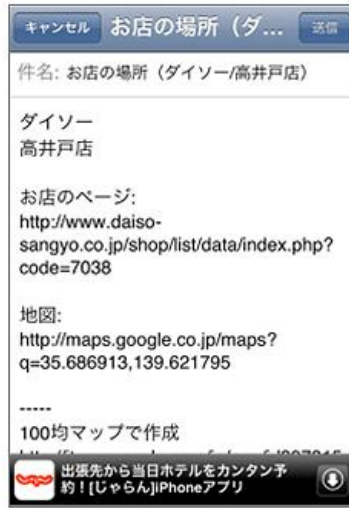 キャンセル お店の場所（ダ... 送信
件名: お店の場所（ダイソー/高井戸店）
ダイソー
高井戸店
お店のページ:
http://www.daiso-
sangyo.co.jp/shop/list/data/index.php?
code=7038
地図:
http://maps.google.co.jp/maps?
q=35.686913,139.621795
-----
100均マップで作成
出張先から当日ホテルをカンタン予
約！[じゃらん]iPhoneアプリ